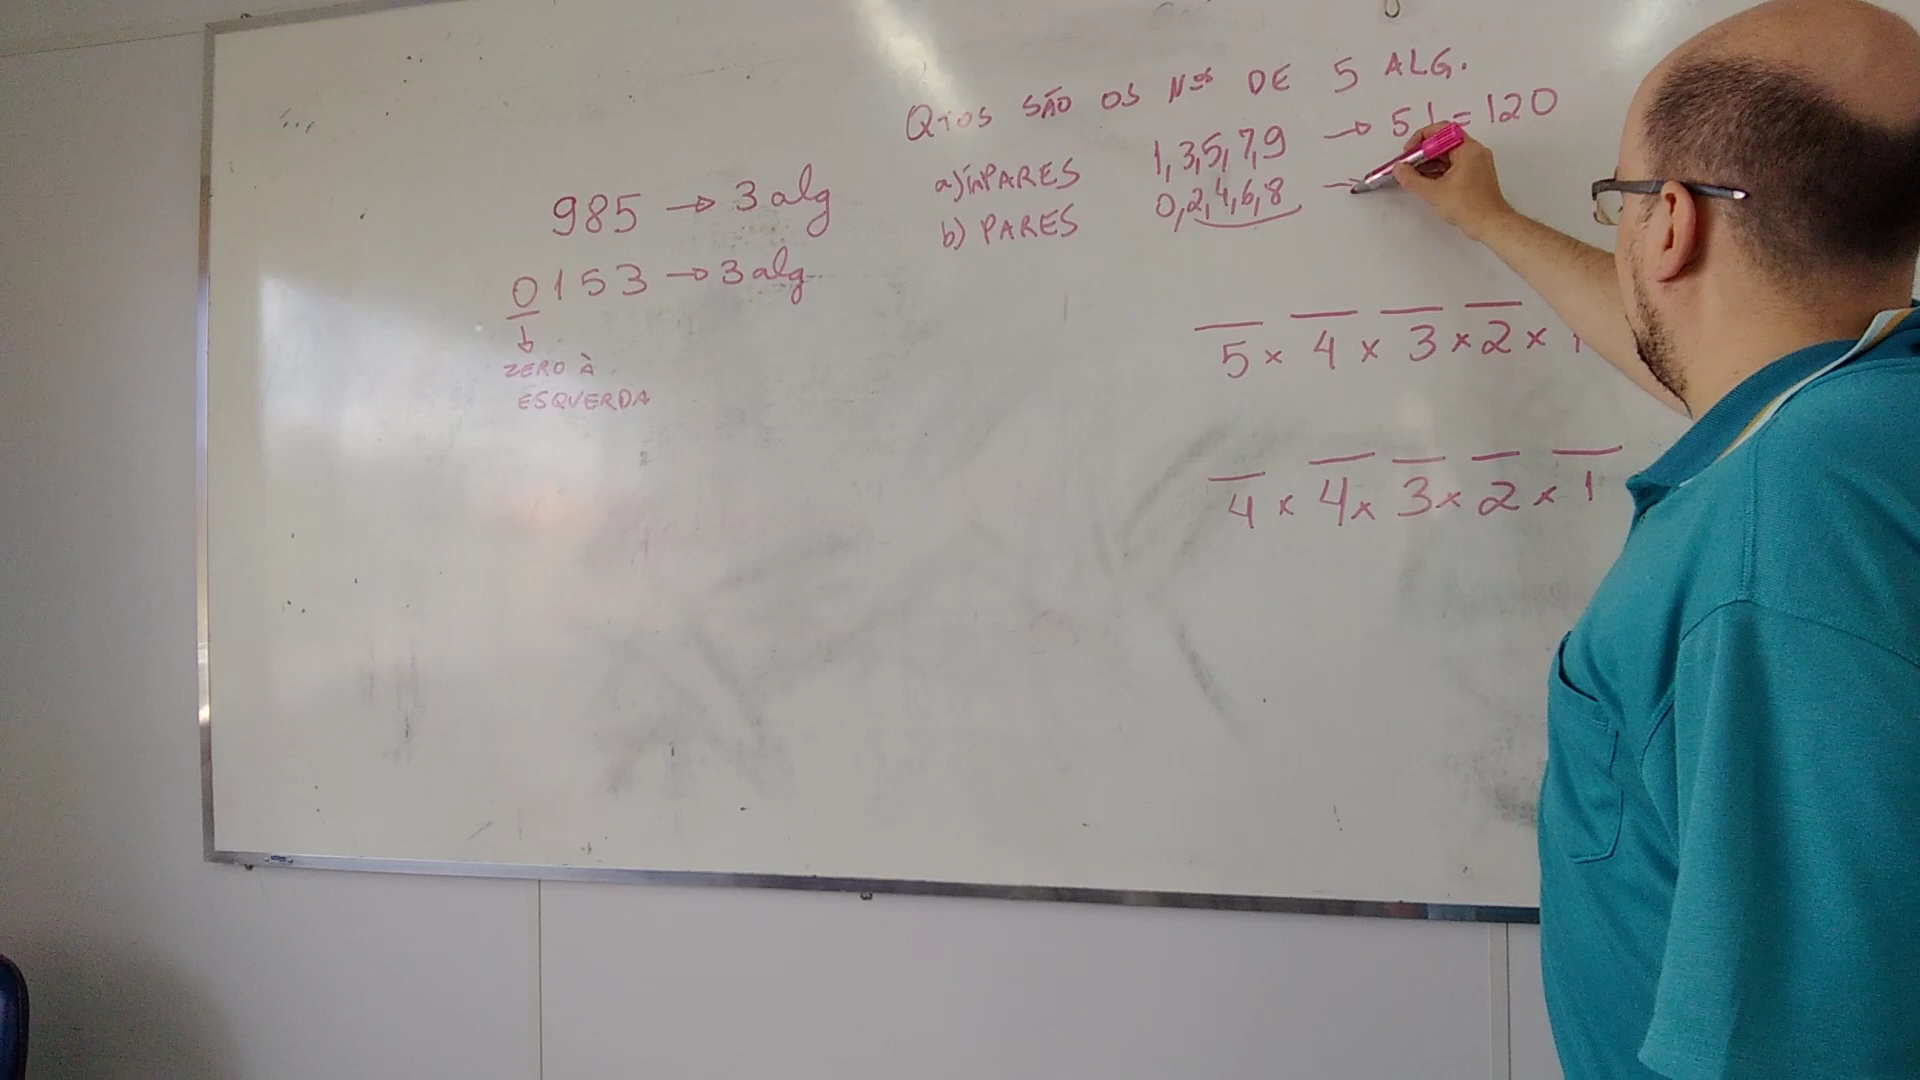 985 → 3 alg
0153 → 3 alg.
↓
ZERO À
ESQUERDA
QTOS SÃO OS Nºs DE 5 ALG.
a) ÍMPARES 1,3,5,7,9 → 5! = 120
b) PARES 0,2,4,6,8 →
5 x 4 x 3 x 2 x 1
4 x 4 x 3 x 2 x 1